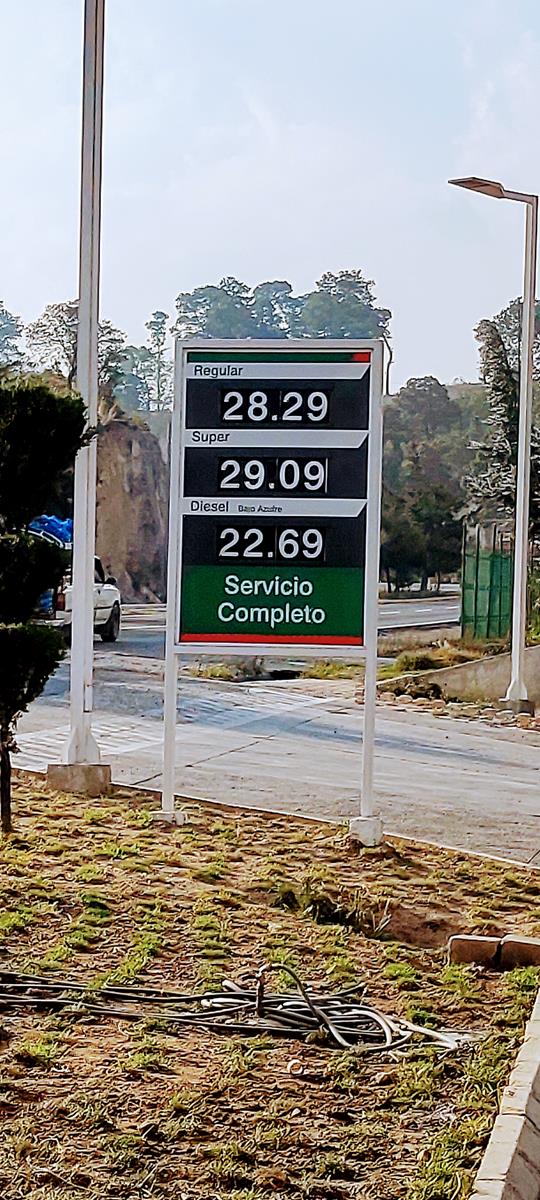 Regular
28.29
Super
29.09
Diesel Bajo Azufre
22.69
Servicio
Completo